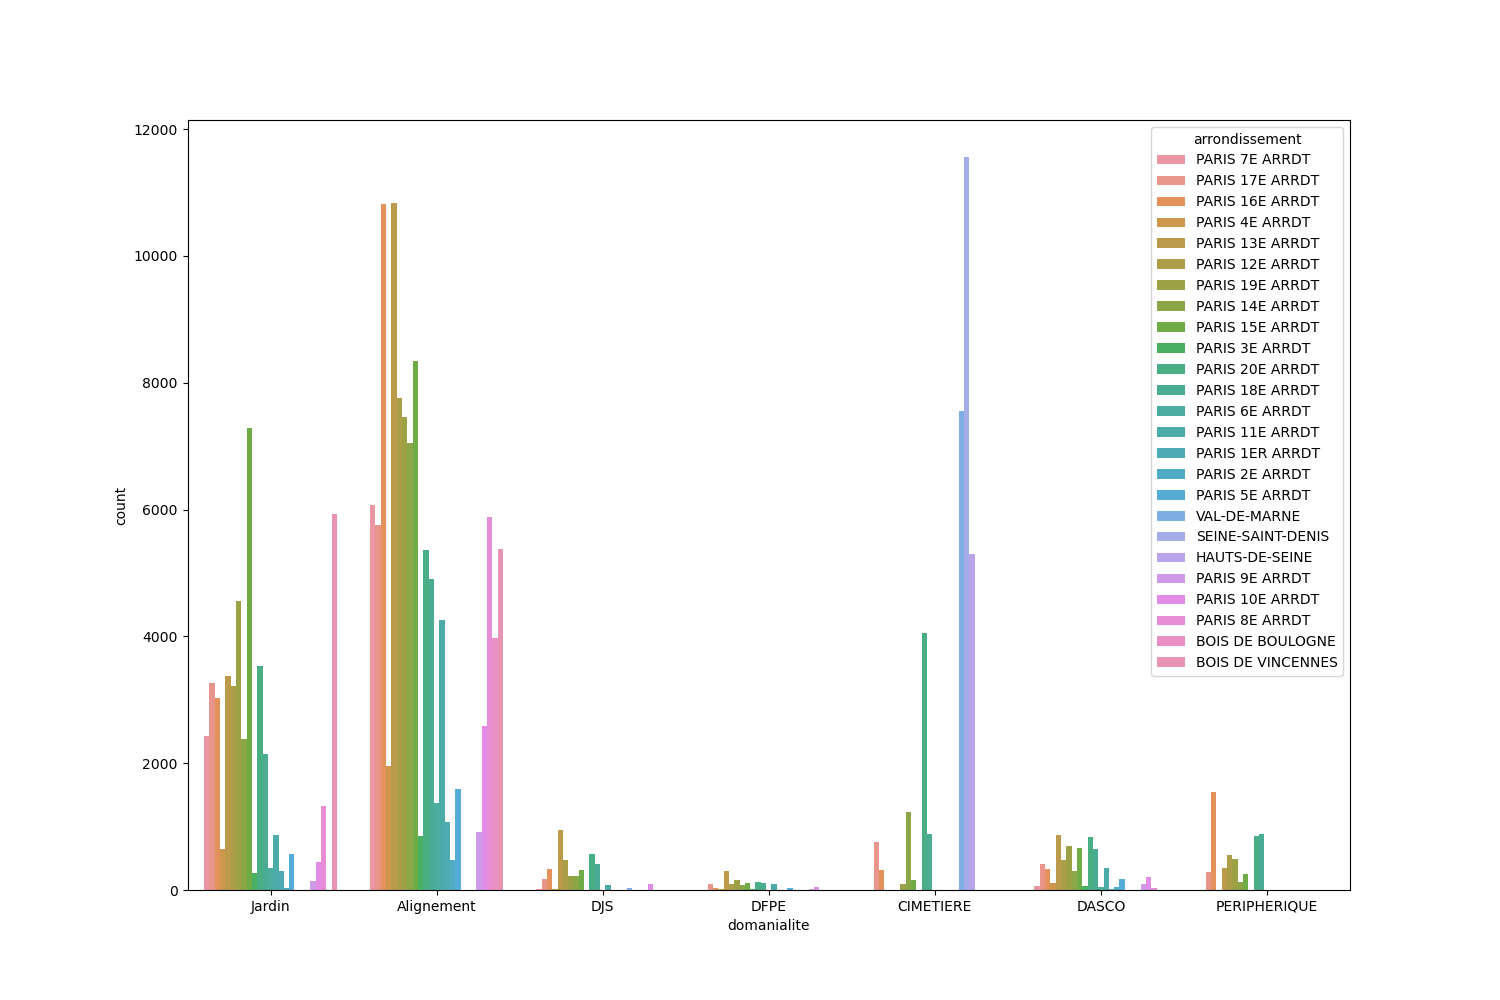 12000
10000
8000
6000
4000
2000
0
count
Jardin
Alignement
DJS
DFPE
CIMETIERE
DASCO
PERIPHERIQUE
domanialite
arrondissement
PARIS 7E ARRDT
PARIS 17E ARRDT
PARIS 16E ARRDT
PARIS 4E ARRDT
PARIS 13E ARRDT
PARIS 12E ARRDT
PARIS 19E ARRDT
PARIS 14E ARRDT
PARIS 15E ARRDT
PARIS 3E ARRDT
PARIS 20E ARRDT
PARIS 18E ARRDT
PARIS 6E ARRDT
PARIS 11E ARRDT
PARIS 1ER ARRDT
PARIS 2E ARRDT
PARIS 5E ARRDT
VAL-DE-MARNE
SEINE-SAINT-DENIS
HAUTS-DE-SEINE
PARIS 9E ARRDT
PARIS 10E ARRDT
PARIS 8E ARRDT
BOIS DE BOULOGNE
BOIS DE VINCENNES